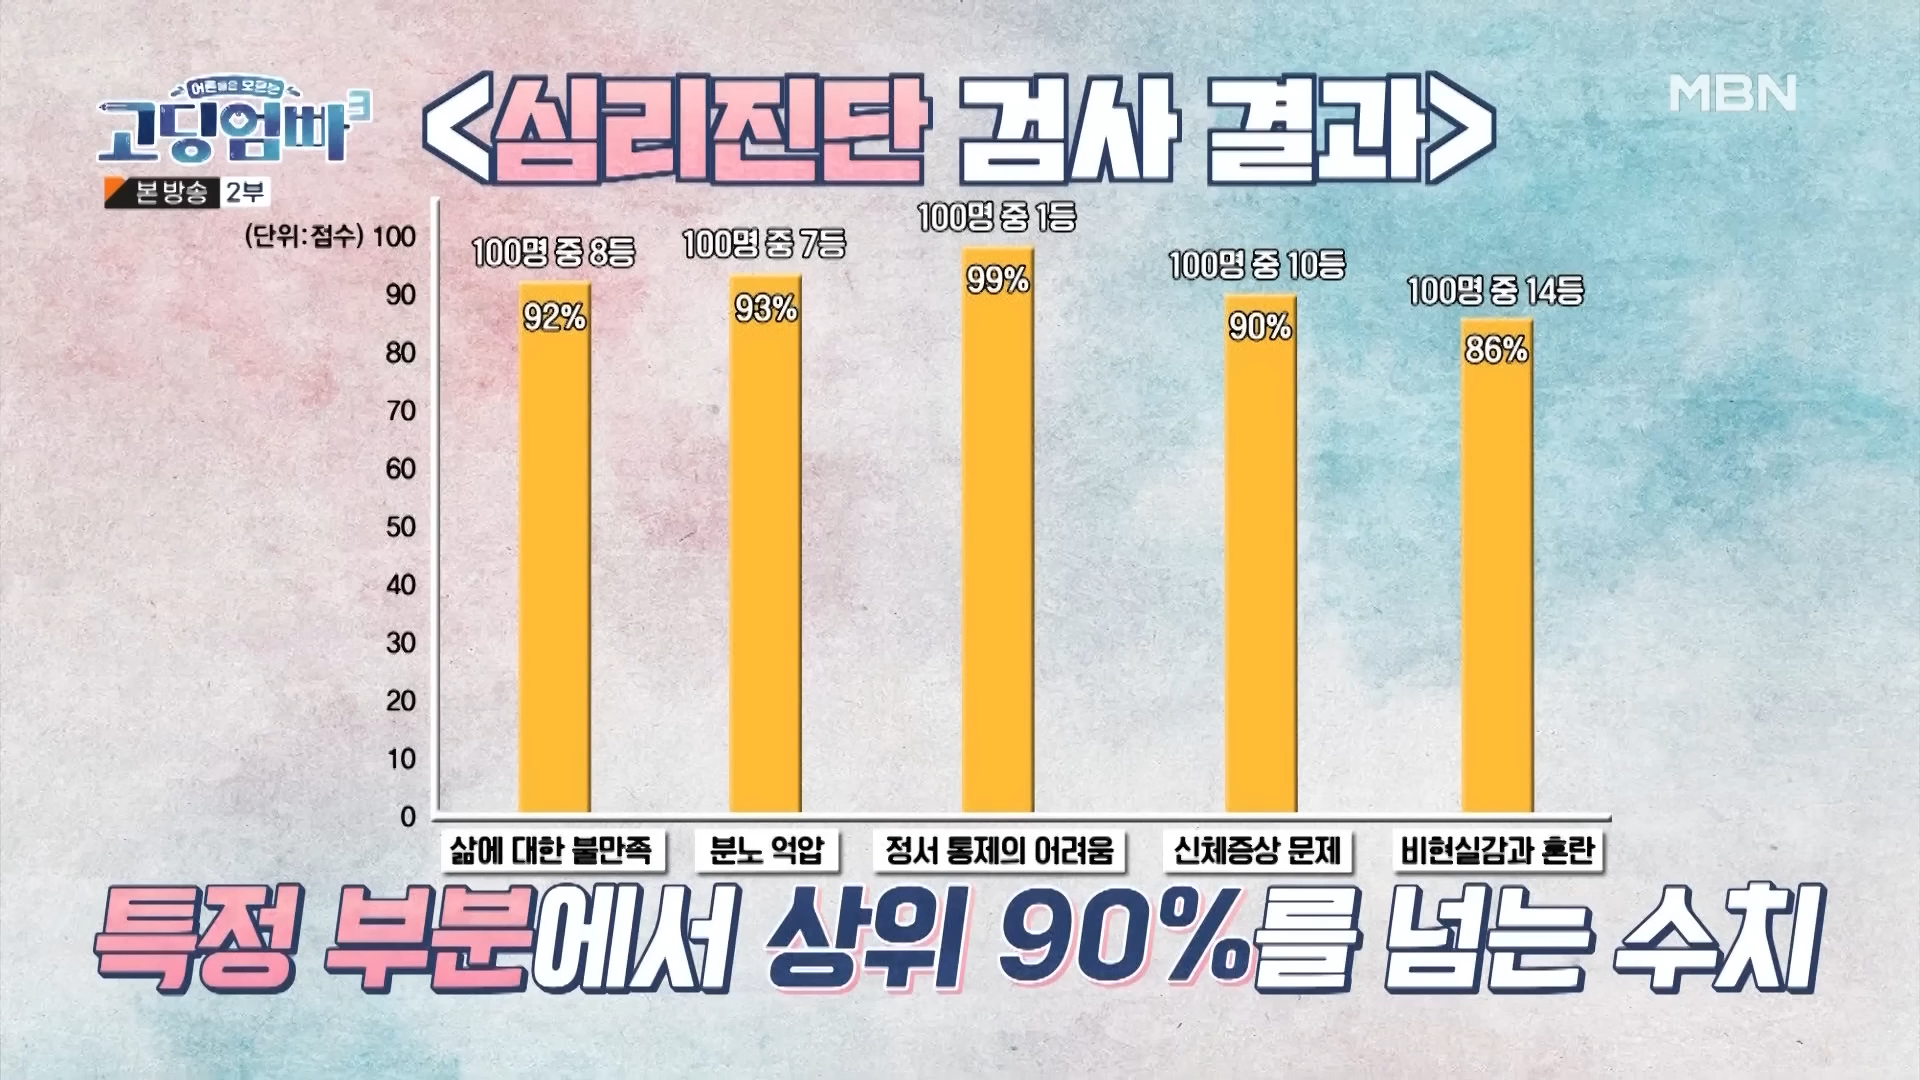 어른들은 모르는
고딩엄빠3
본 방송 2부
<심리진단 검사 결과>
MBN
(단위:점수)
100
90
80
70
60
50
40
30
20
10
0
100명 중 8등
92%
100명 중 7등
93%
100명 중 1등
99%
100명 중 10등
90%
100명 중 14등
86%
삶에 대한 불만족
분노 억압
정서 통제의 어려움
신체증상 문제
비현실감과 혼란
특정 부분에서 상위 90%를 넘는 수치